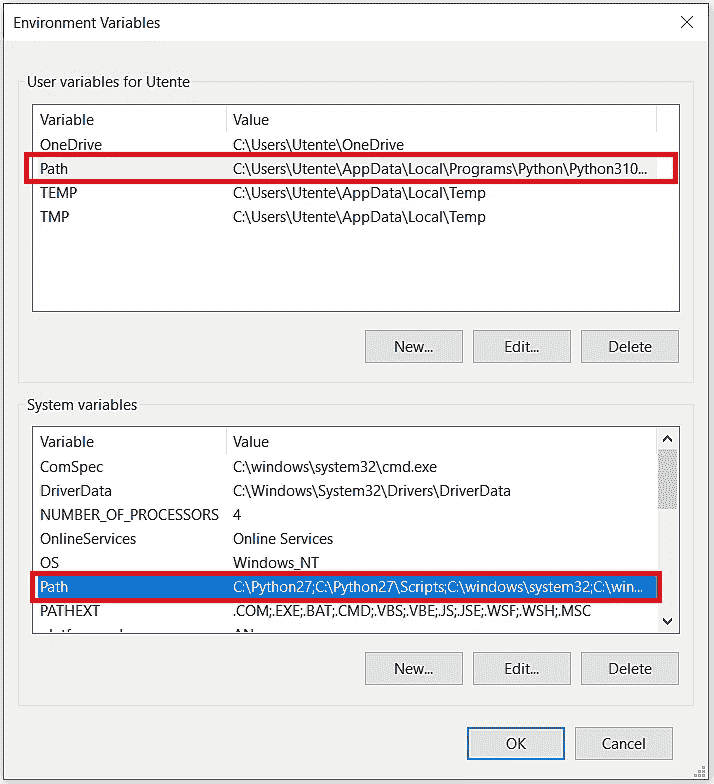 Environment Variables
User variables for Utente
Variable Value
OneDrive C:\Users\Utente\OneDrive
Path C:\Users\Utente\AppData\Local\Programs\Python\Python310...
TEMP C:\Users\Utente\AppData\Local\Temp
TMP C:\Users\Utente\AppData\Local\Temp
New... Edit... Delete
System variables
Variable Value
ComSpec C:\windows\system32\cmd.exe
DriverData C:\Windows\System32\Drivers\DriverData
NUMBER_OF_PROCESSORS 4
OnlineServices Online Services
OS Windows_NT
Path C:\Python27;C:\Python27\Scripts;C:\windows\system32;C:\win...
PATHEXT .COM;.EXE;.BAT;.CMD;.VBS;.VBE;.JS;.JSE;.WSF;.WSH;.MSC
New... Edit... Delete
OK Cancel